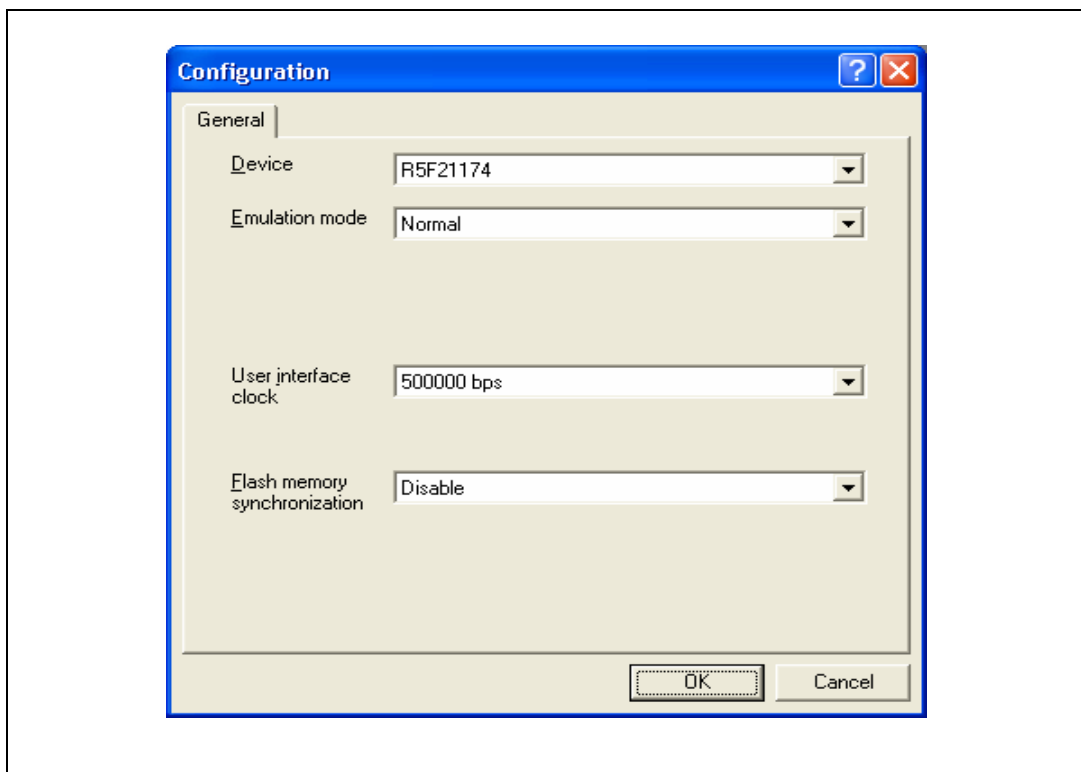 Configuration
General
Device
R5F21174
Emulation mode
Normal
User interface
clock
500000 bps
Flash memory
synchronization
Disable
OK
Cancel